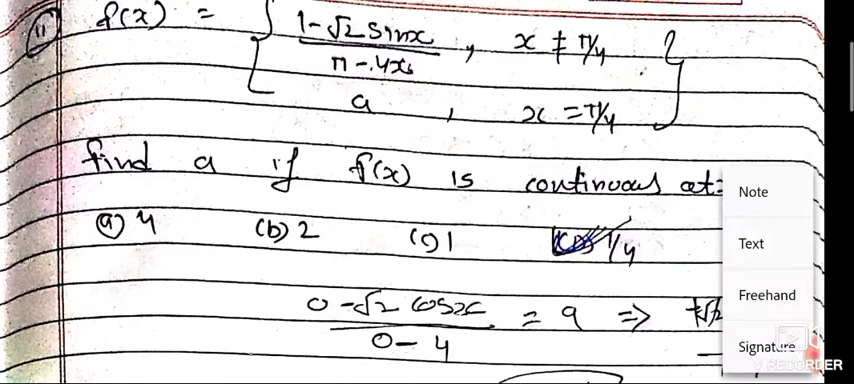 (11) f(x) = { 1-√2 sinx / π-4x , x ≠ π/4
a , x = π/4 }
find a if f(x) is continuous at
(a) 4 (b) 2 (c) 1 1/4
0-√2 cosx / 0-4 = a ⇒
Note
Text
Freehand
Signature
RECORDER